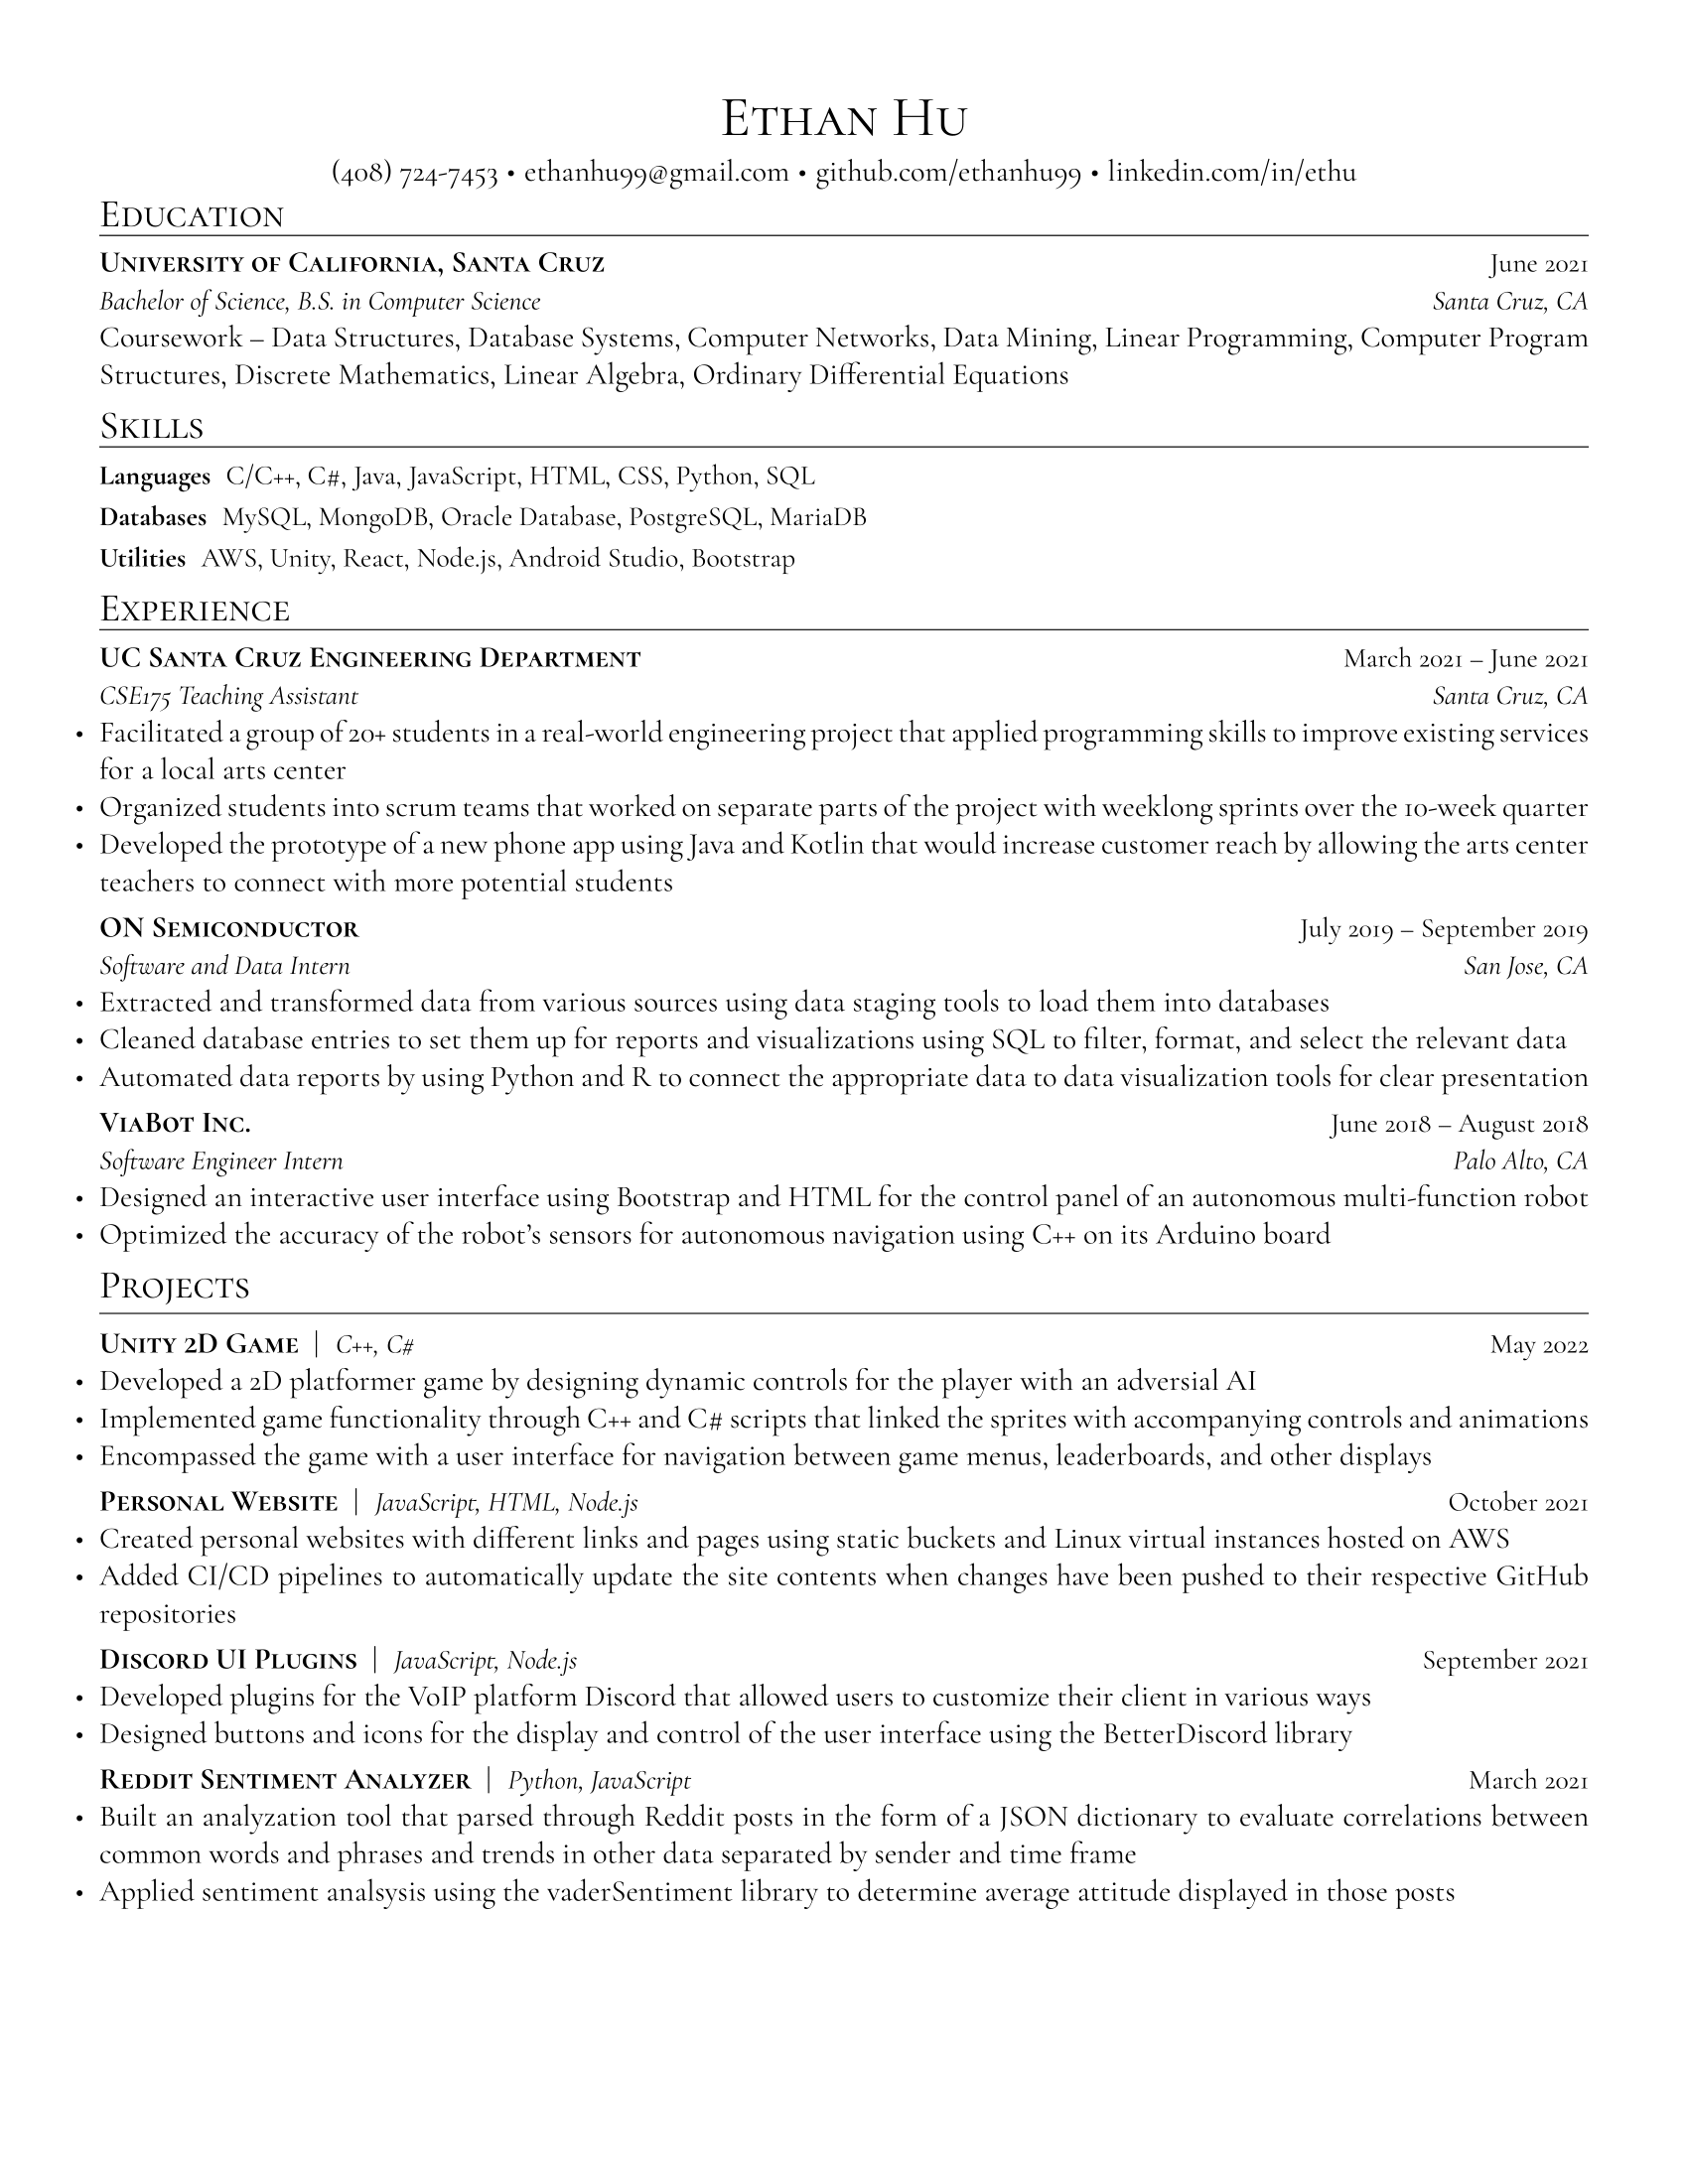 Ethan Hu
(408) 724-7453 • ethanhu99@gmail.com • github.com/ethanhu99 • linkedin.com/in/ethu
Education
University of California, Santa Cruz June 2021
Bachelor of Science, B.S. in Computer Science Santa Cruz, CA
Coursework – Data Structures, Database Systems, Computer Networks, Data Mining, Linear Programming, Computer Program
Structures, Discrete Mathematics, Linear Algebra, Ordinary Differential Equations
Skills
Languages C/C++, C#, Java, JavaScript, HTML, CSS, Python, SQL
Databases MySQL, MongoDB, Oracle Database, PostgreSQL, MariaDB
Utilities AWS, Unity, React, Node.js, Android Studio, Bootstrap
Experience
UC Santa Cruz Engineering Department March 2021 – June 2021
CSE175 Teaching Assistant Santa Cruz, CA
• Facilitated a group of 20+ students in a real-world engineering project that applied programming skills to improve existing services
for a local arts center
• Organized students into scrum teams that worked on separate parts of the project with weeklong sprints over the 10-week quarter
• Developed the prototype of a new phone app using Java and Kotlin that would increase customer reach by allowing the arts center
teachers to connect with more potential students
ON Semiconductor July 2019 – September 2019
Software and Data Intern San Jose, CA
• Extracted and transformed data from various sources using data staging tools to load them into databases
• Cleaned database entries to set them up for reports and visualizations using SQL to filter, format, and select the relevant data
• Automated data reports by using Python and R to connect the appropriate data to data visualization tools for clear presentation
ViaBot Inc. June 2018 – August 2018
Software Engineer Intern Palo Alto, CA
• Designed an interactive user interface using Bootstrap and HTML for the control panel of an autonomous multi-function robot
• Optimized the accuracy of the robot's sensors for autonomous navigation using C++ on its Arduino board
Projects
Unity 2D Game | C++, C# May 2022
• Developed a 2D platformer game by designing dynamic controls for the player with an adversial AI
• Implemented game functionality through C++ and C# scripts that linked the sprites with accompanying controls and animations
• Encompassed the game with a user interface for navigation between game menus, leaderboards, and other displays
Personal Website | JavaScript, HTML, Node.js October 2021
• Created personal websites with different links and pages using static buckets and Linux virtual instances hosted on AWS
• Added CI/CD pipelines to automatically update the site contents when changes have been pushed to their respective GitHub
repositories
Discord UI Plugins | JavaScript, Node.js September 2021
• Developed plugins for the VoIP platform Discord that allowed users to customize their client in various ways
• Designed buttons and icons for the display and control of the user interface using the BetterDiscord library
Reddit Sentiment Analyzer | Python, JavaScript March 2021
• Built an analyzation tool that parsed through Reddit posts in the form of a JSON dictionary to evaluate correlations between
common words and phrases and trends in other data separated by sender and time frame
• Applied sentiment analsysis using the vaderSentiment library to determine average attitude displayed in those posts